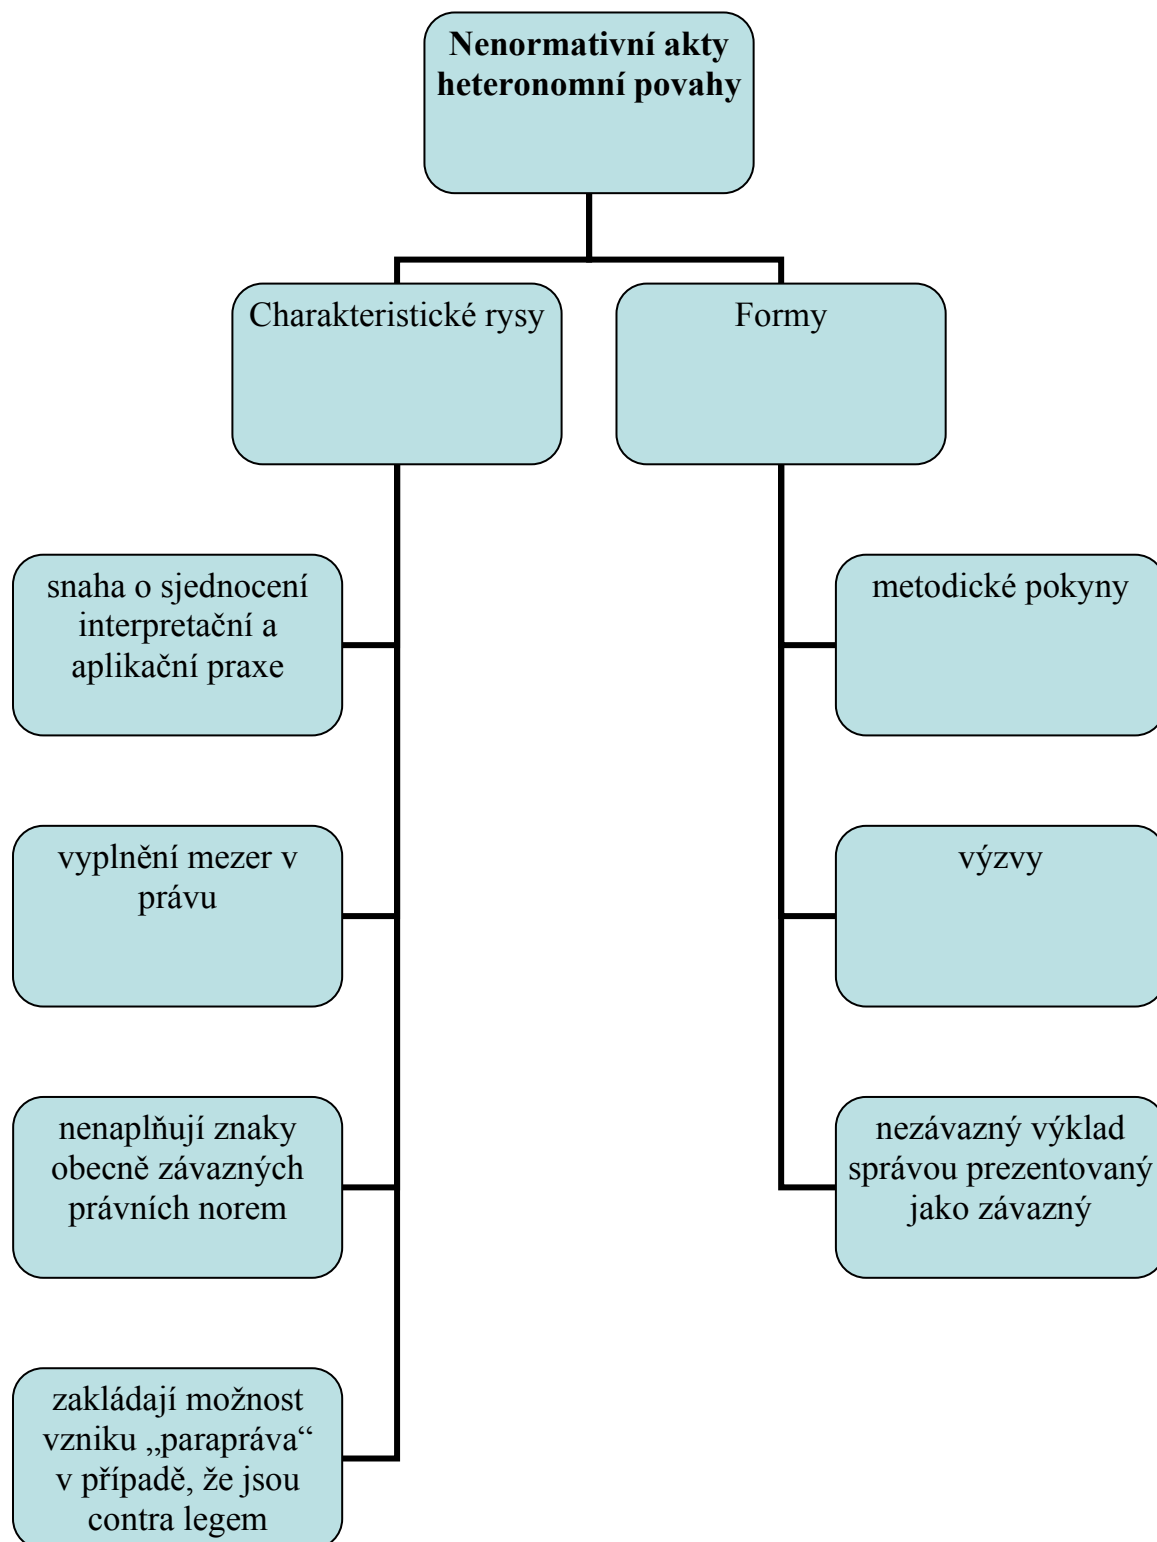 Nenormativní akty
heteronomní povahy
Charakteristické rysy
Formy
snaha o sjednocení
interpretační a
aplikační praxe
metodické pokyny
vyplnění mezer v
právu
výzvy
nenaplňují znaky
obecně závazných
právních norem
nezávazný výklad
správou prezentovaný
jako závazný
zakládají možnost
vzniku „parapráva“
v případě, že jsou
contra legem